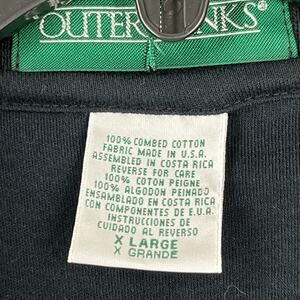 OUTER BANKS®
100% COMBED COTTON
FABRIC MADE IN U.S.A.
ASSEMBLED IN COSTA RICA
REVERSE FOR CARE
100% COTON PEIGNE
100% ALGODON PEINADO
ENSAMBLADO EN COSTA RICA
CON COMPONENTES DE E.U.A.
INSTRUCCIONES DE
CUIDADO AL REVERSO
X LARGE
X GRANDE